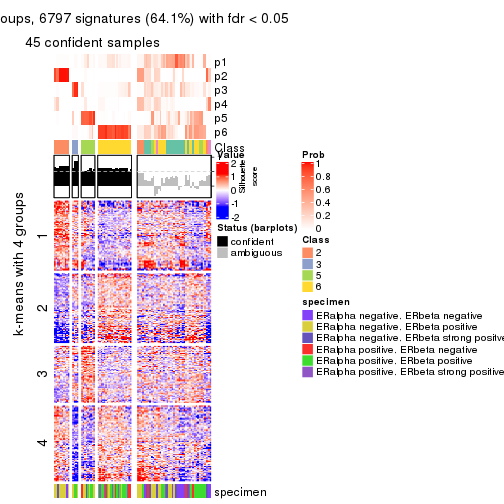 oups, 6797 signatures (64.1%) with fdr < 0.05
45 confident samples
p1
p2
p3
p4
p5
p6
Class
Value
2
1
0
-1
-2
Silhouette
score
Status (barplots)
confident
ambiguous
Prob
1
0.8
0.6
0.4
0.2
0
Class
2
3
5
6
specimen
ERalpha negative. ERbeta negative
ERalpha negative. ERbeta positive
ERalpha negative. ERbeta strong positive
ERalpha positive. ERbeta negative
ERalpha positive. ERbeta positive
ERalpha positive. ERbeta strong positive
k-means with 4 groups
1
2
3
4
specimen